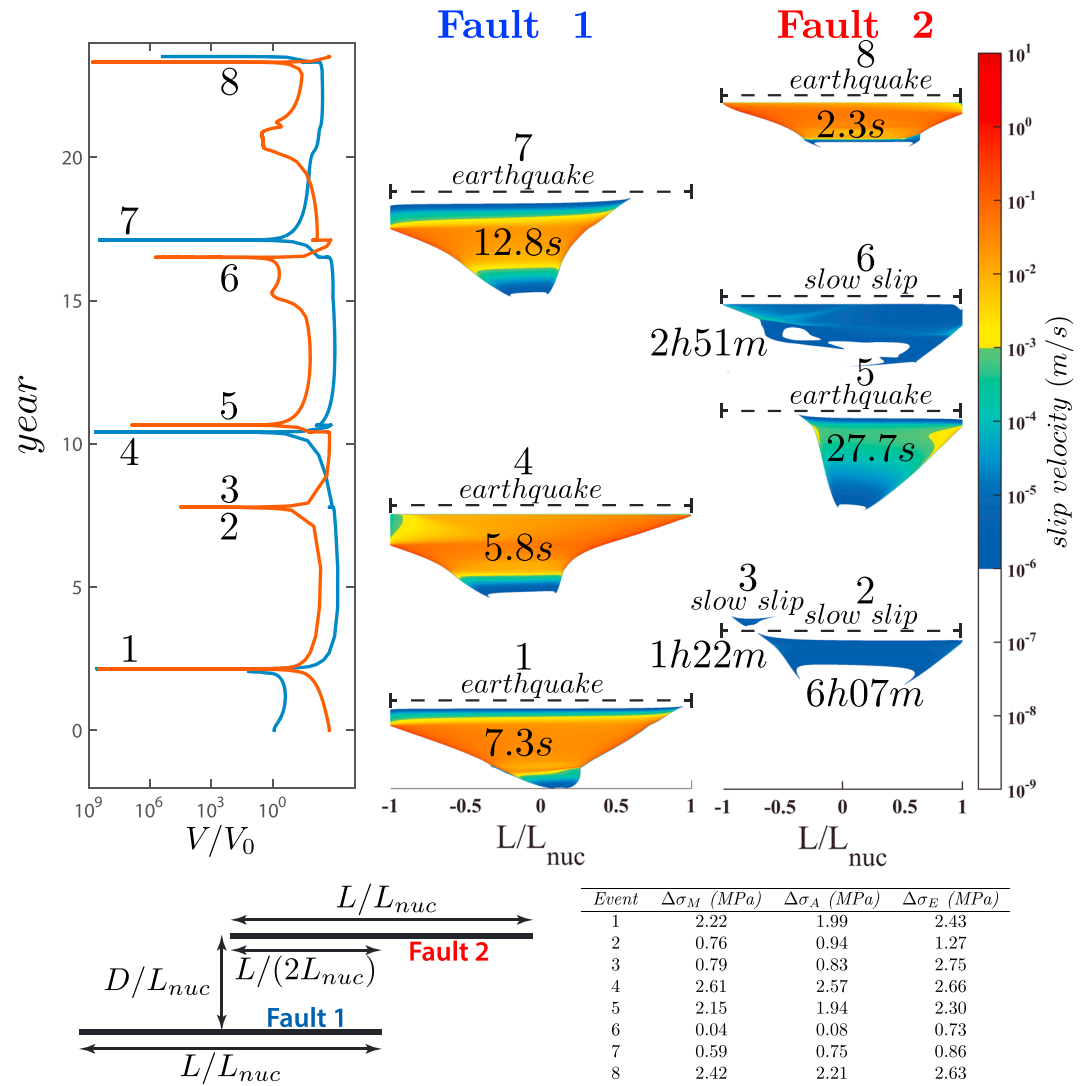 Fault 1
Fault 2
year
20
15
10
5
0
8
7
6
5
4
3
2
1
10^9 10^6 10^3 10^0
V/V_0
7
earthquake
12.8s
4
earthquake
5.8s
1
earthquake
7.3s
-1 -0.5 0 0.5 1
L/L_nuc
8
earthquake
2.3s
6
slow slip
2h51m
5
earthquake
27.7s
3
slow slip
1h22m
2
slow slip
6h07m
-1 -0.5 0 0.5 1
L/L_nuc
10^1
10^0
10^-1
10^-2
10^-3
10^-4
10^-5
10^-6
10^-7
10^-8
10^-9
slip velocity (m/s)
L/L_nuc
Fault 2
L/(2L_nuc)
D/L_nuc
Fault 1
L/L_nuc
Event Δσ_M (MPa) Δσ_A (MPa) Δσ_E (MPa)
1 2.22 1.99 2.43
2 0.76 0.94 1.27
3 0.79 0.83 2.75
4 2.61 2.57 2.66
5 2.15 1.94 2.30
6 0.04 0.08 0.73
7 0.59 0.75 0.86
8 2.42 2.21 2.63